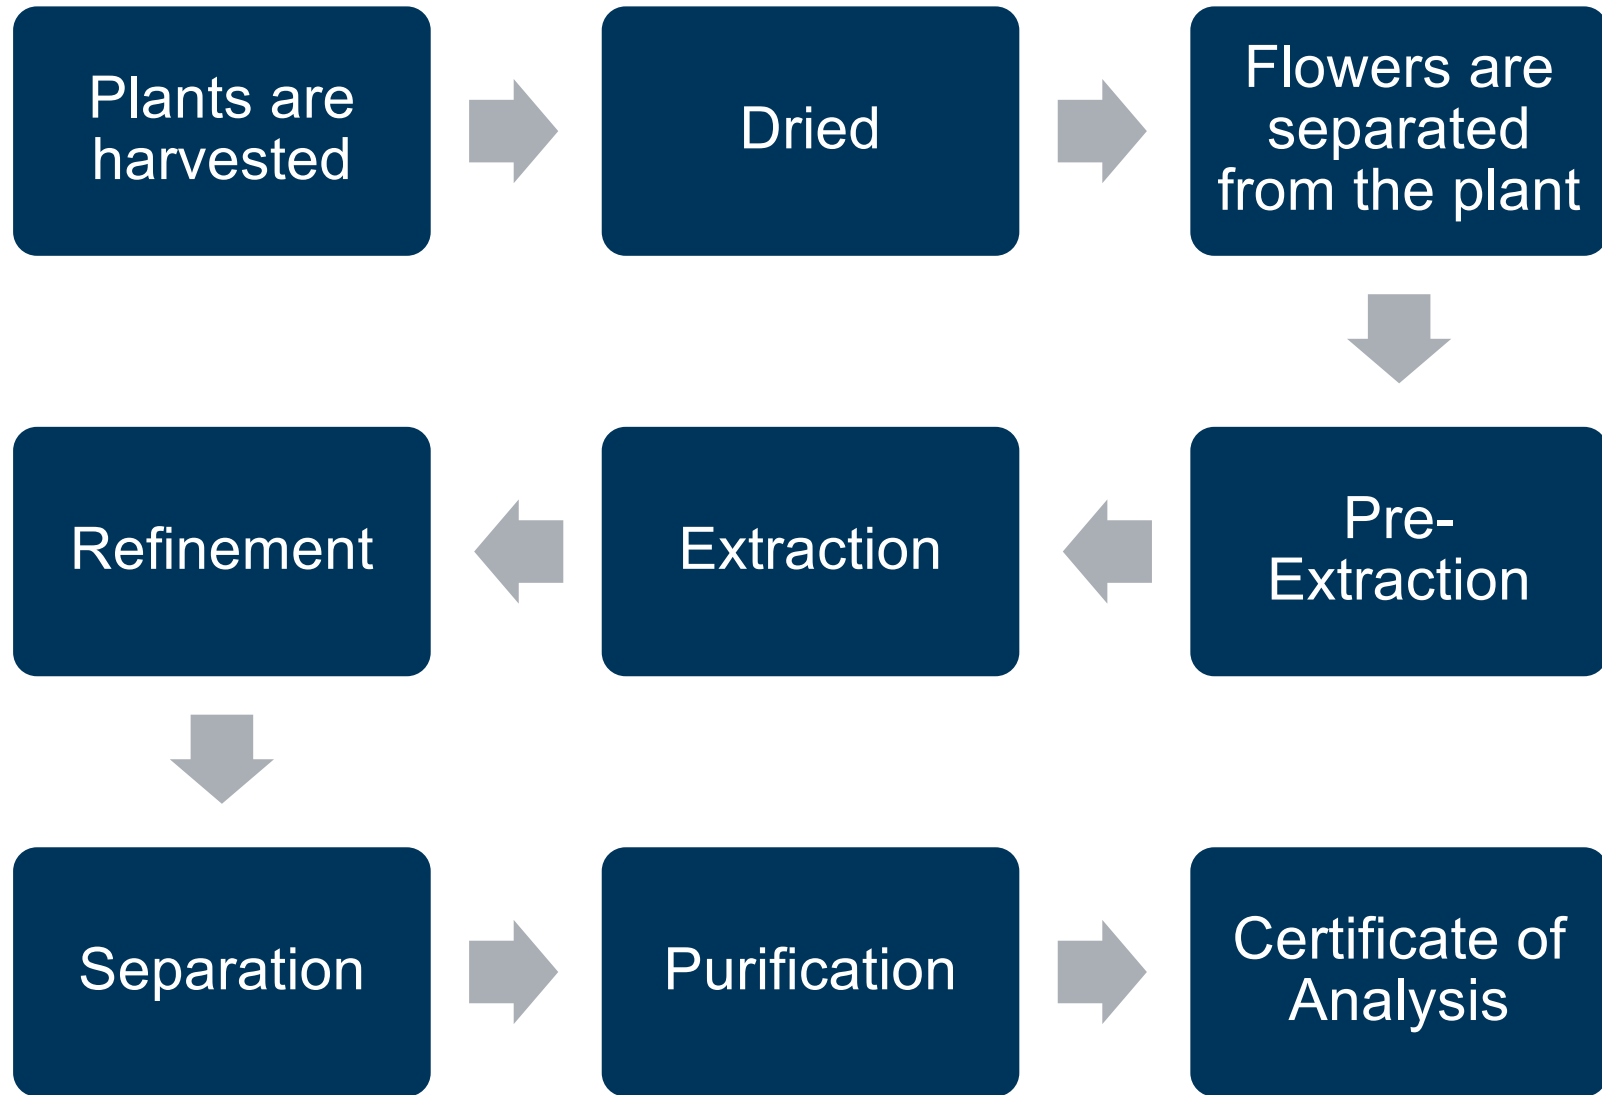 Plants are
harvested
Dried
Flowers are
separated
from the plant
Pre-
Extraction
Extraction
Refinement
Separation
Purification
Certificate of
Analysis